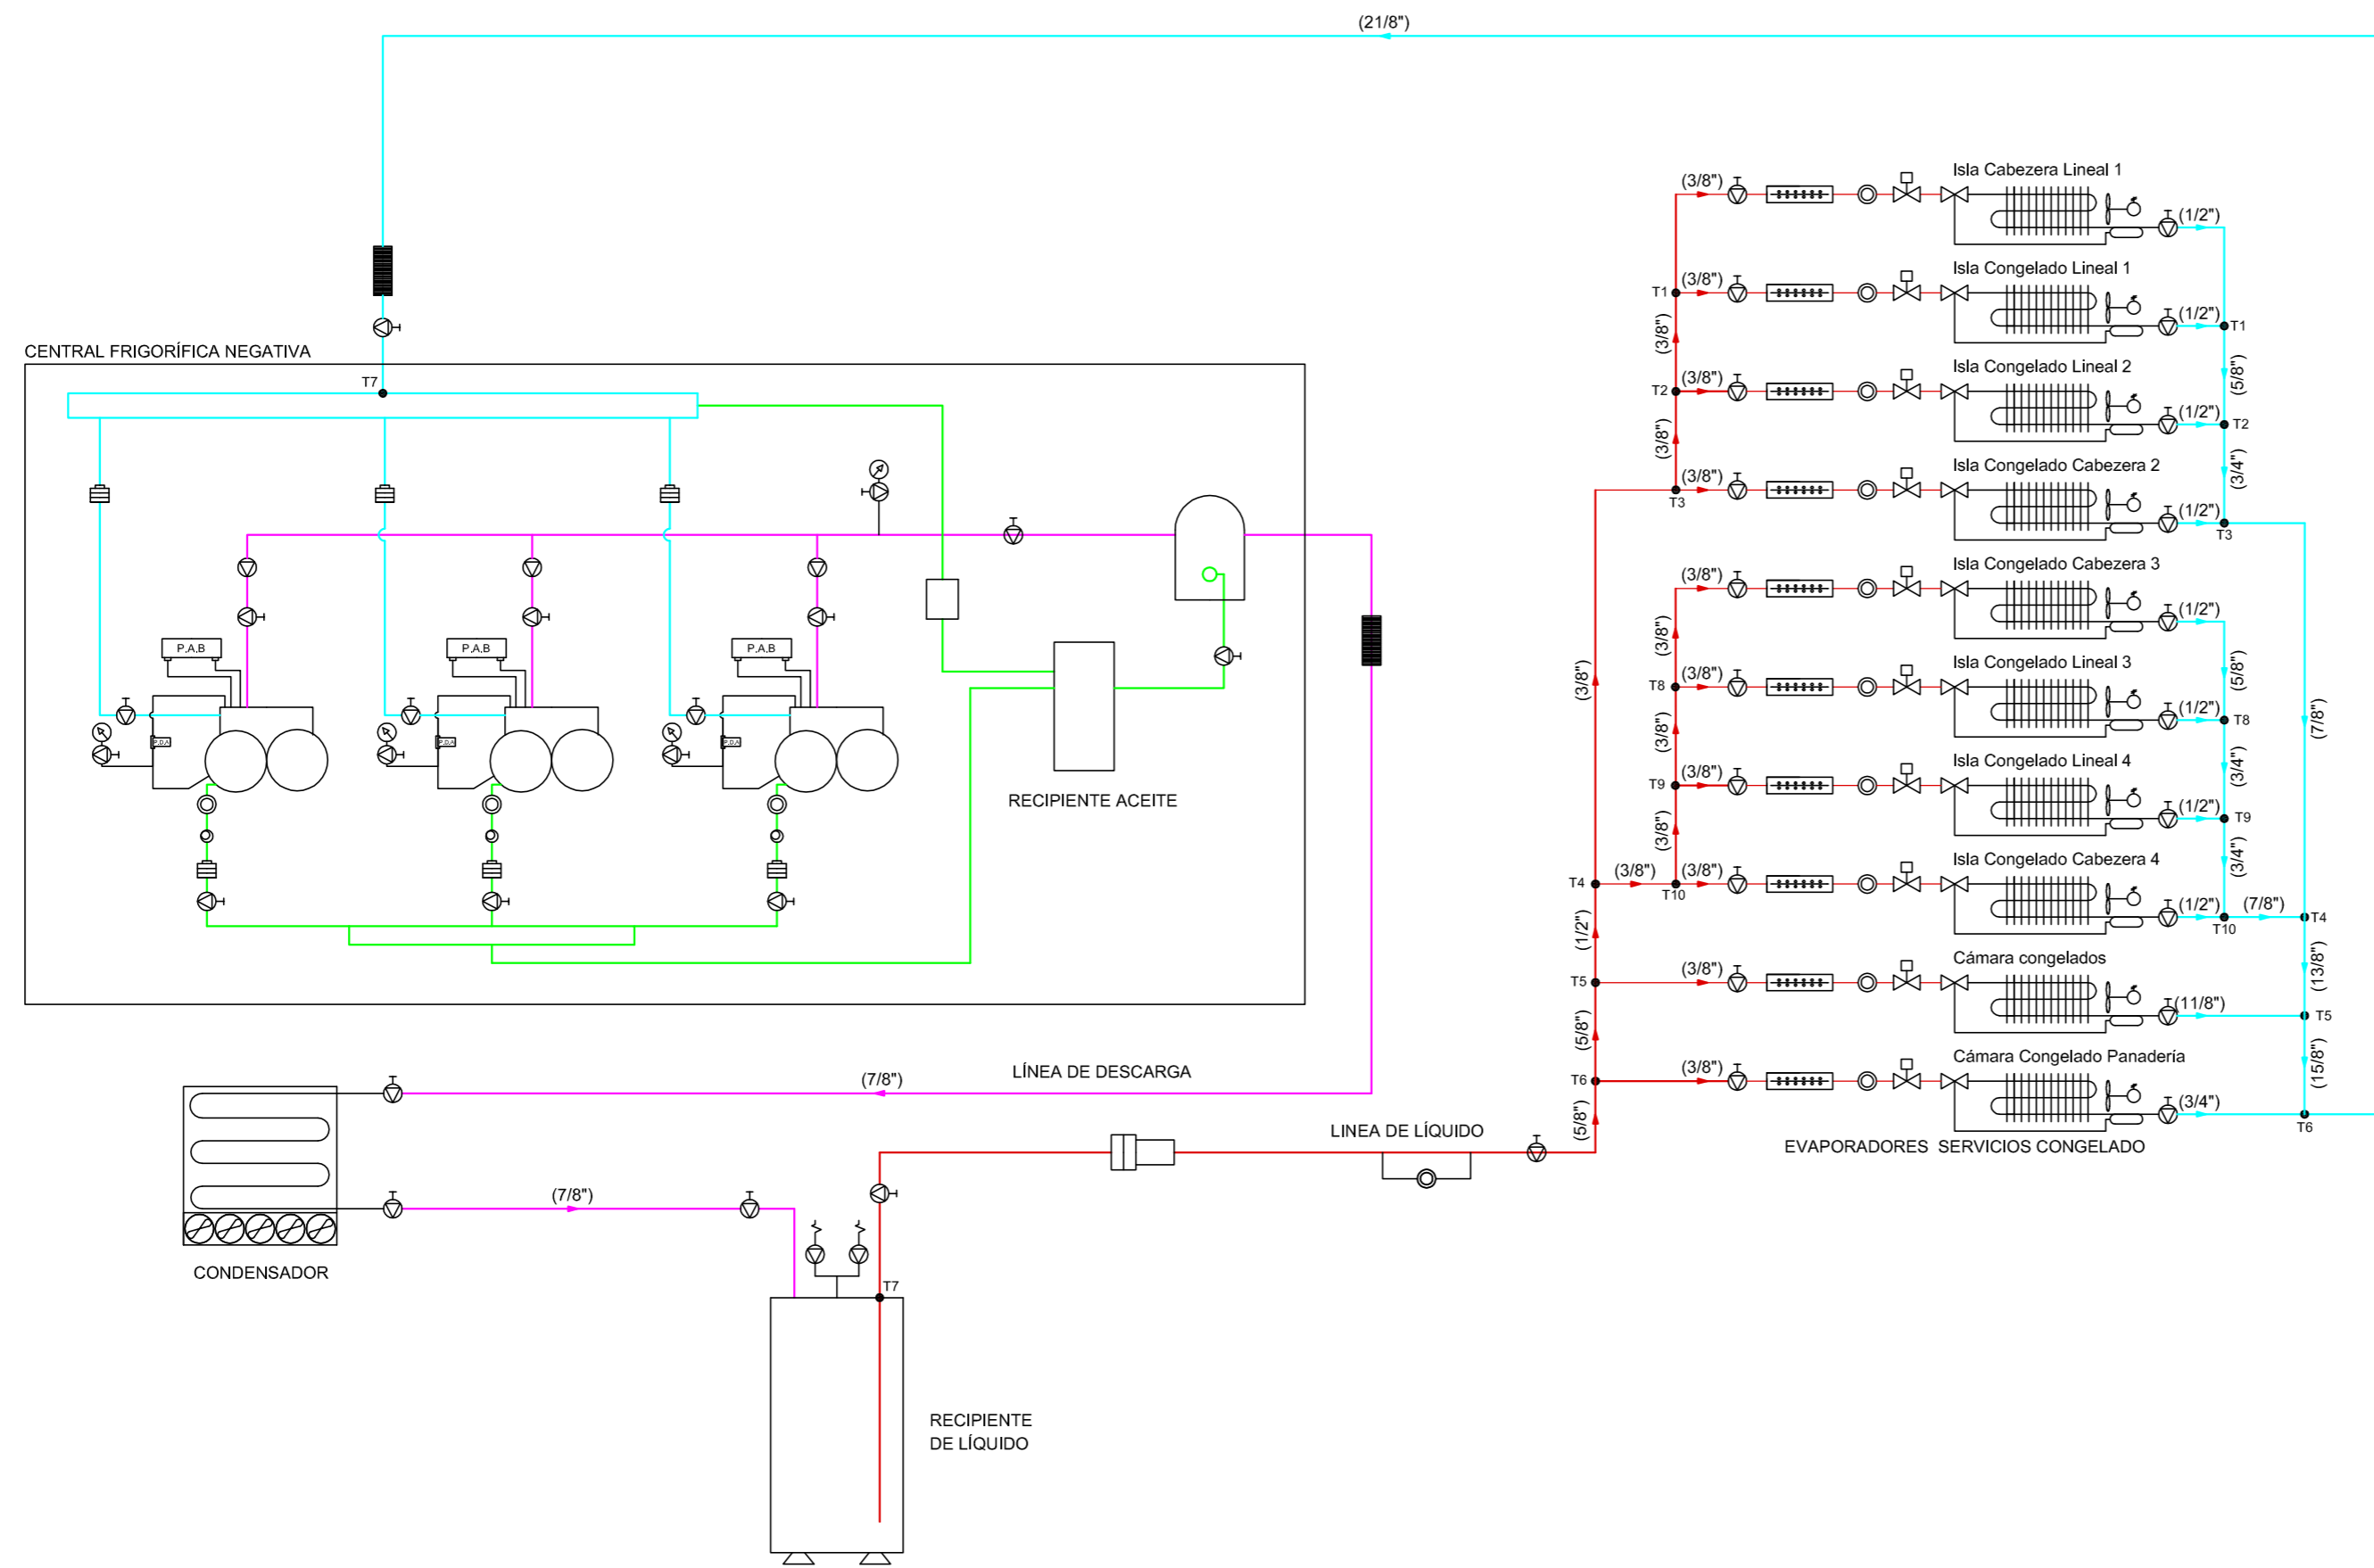 (21/8")
Isla Cabezera Lineal 1
(3/8")
(1/2")
Isla Congelado Lineal 1
T1
(3/8")
(1/2")
T1
(3/8")
(5/8")
CENTRAL FRIGORÍFICA NEGATIVA
Isla Congelado Lineal 2
T7
T2
(3/8")
(1/2")
T2
(3/8")
(3/4")
Isla Congelado Cabezera 2
(3/8")
T3
(1/2")
T3
Isla Congelado Cabezera 3
(3/8")
(1/2")
(3/8")
(5/8")
P.A.B
P.A.B
P.A.B
Isla Congelado Lineal 3
(3/8")
T8
(3/8")
(1/2")
T8
(7/8")
P.D.A
P.D.A
P.D.A
(3/8")
(3/4")
Isla Congelado Lineal 4
T9
(3/8")
(1/2")
T9
RECIPIENTE ACEITE
(3/8")
(3/4")
Isla Congelado Cabezera 4
T4
(3/8")
T10
(3/8")
(1/2")
T10
(7/8")
T4
(1/2")
(13/8")
Cámara congelados
T5
(3/8")
(11/8")
T5
(5/8")
(15/8")
Cámara Congelado Panadería
T6
(3/8")
(3/4")
T6
LÍNEA DE DESCARGA
(7/8")
(5/8")
LINEA DE LÍQUIDO
EVAPORADORES SERVICIOS CONGELADO
(7/8")
CONDENSADOR
T7
RECIPIENTE
DE LÍQUIDO